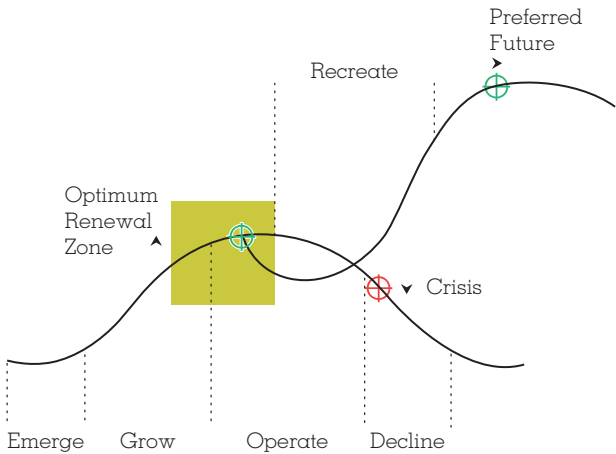 Preferred
Future
Recreate
Optimum
Renewal
Zone
Crisis
Emerge
Grow
Operate
Decline